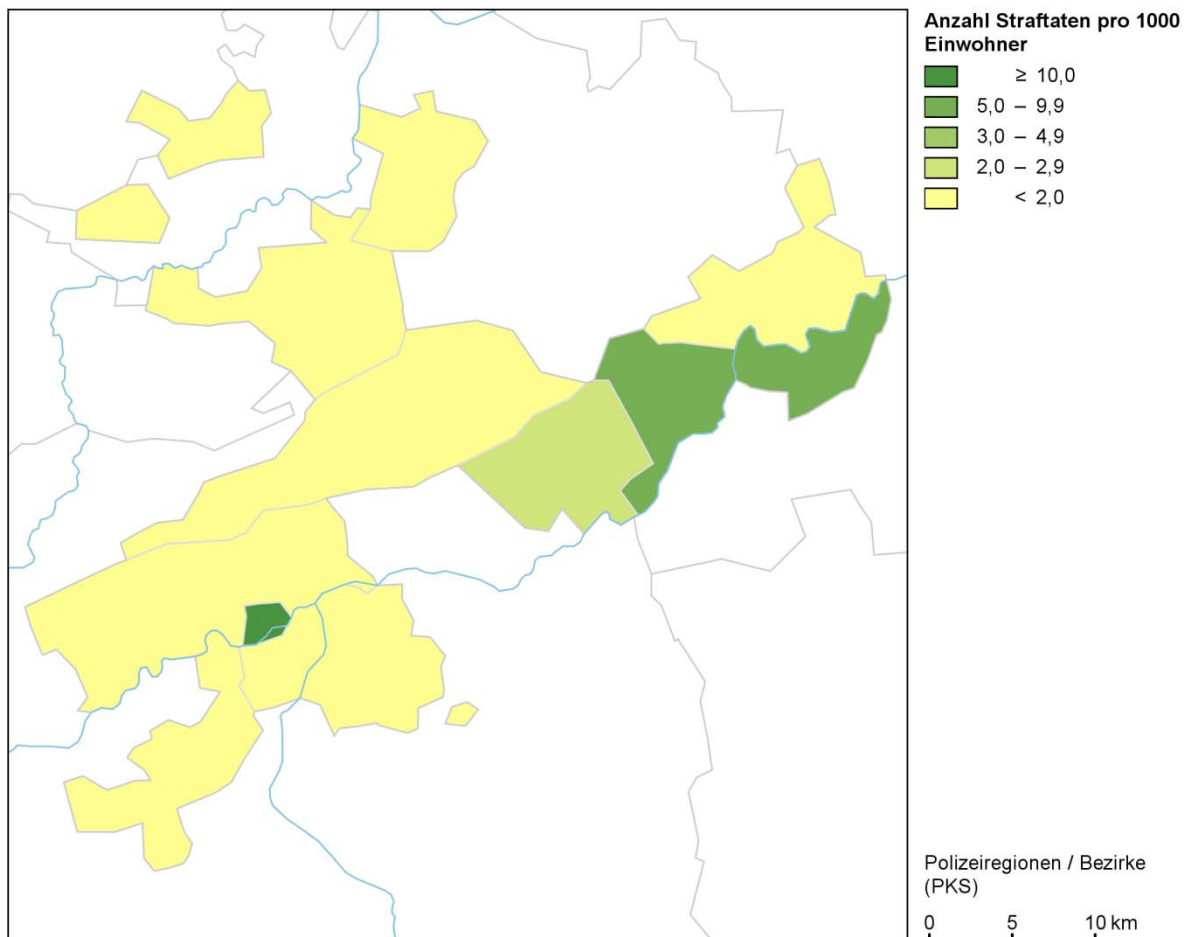 Anzahl Straftaten pro 1000
Einwohner
≥ 10,0
5,0 – 9,9
3,0 – 4,9
2,0 – 2,9
< 2,0
Polizeiregionen / Bezirke
(PKS)
0 5 10 km